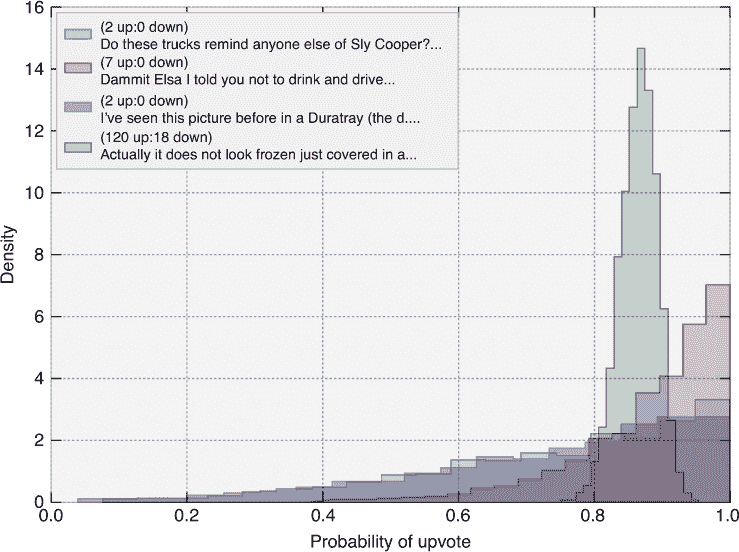 16
14
12
10
8
6
4
2
0
Density
(2 up:0 down)
Do these trucks remind anyone else of Sly Cooper?...
(7 up:0 down)
Dammit Elsa I told you not to drink and drive...
(2 up:0 down)
I've seen this picture before in a Duratray (the d....
(120 up:18 down)
Actually it does not look frozen just covered in a...
0.0 0.2 0.4 0.6 0.8 1.0
Probability of upvote